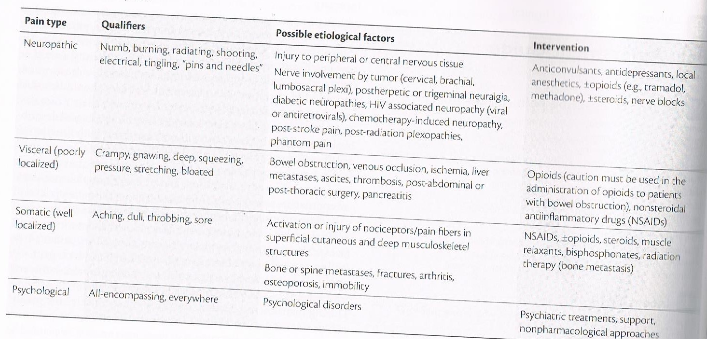 Pain type
Qualifiers
Possible etiological factors
Intervention
Neuropathic
Numb, burning, radiating, shooting,
electrical, tingling, "pins and needles"
Injury to peripheral or central nervous tissue
Nerve involvement by tumor (cervical, brachial,
lumbosacral plexi), postherpetic or trigeminal neuralgia,
diabetic neuropathies, HIV associated neuropathy (viral
or antiretrovirals), chemotherapy-induced neuropathy,
post-stroke pain, post-radiation plexopathies,
phantom pain
Anticonvulsants, antidepressants, local
anesthetics, ±opioids (e.g., tramadol,
methadone), ±steroids, nerve blocks
Visceral (poorly
localized)
Crampy, gnawing, deep, squeezing,
pressure, stretching, bloated
Bowel obstruction, venous occlusion, ischemia, liver
metastases, ascites, thrombosis, post-abdominal or
post-thoracic surgery, pancreatitis
Opioids (caution must be used in the
administration of opioids to patients
with bowel obstruction), nonsteroidal
antiinflammatory drugs (NSAIDs)
Somatic (well
localized)
Aching, dull, throbbing, sore
Activation or injury of nociceptors/pain fibers in
superficial cutaneous and deep musculoskeletel
structures
Bone or spine metastases, fractures, arthritis,
osteoporosis, immobility
NSAIDs, ±opioids, steroids, muscle
relaxants, bisphosphonates, radiation
therapy (bone metastasis)
Psychological
All-encompassing, everywhere
Psychological disorders
Psychiatric treatments, support,
nonpharmacological approaches